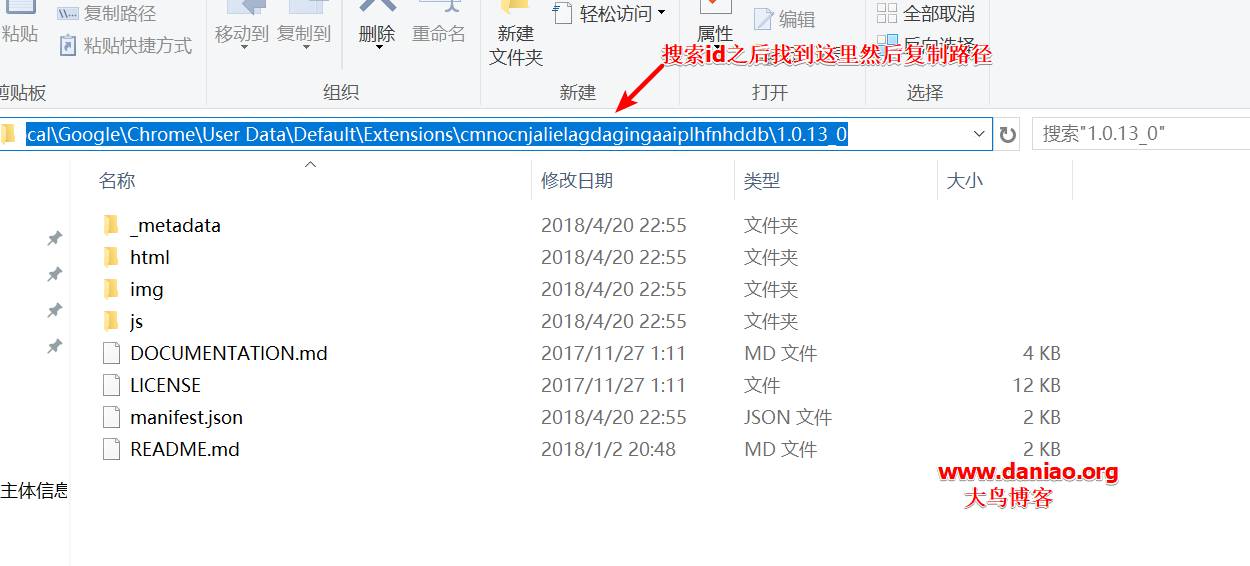 复制路径
粘贴
粘贴快捷方式
移动到 复制到
删除 重命名
新建
文件夹
轻松访问
属性
编辑
全部取消
反向选择
搜索id之后找到这里然后复制路径
剪贴板
组织
新建
打开
选择
cal\Google\Chrome\User Data\Default\Extensions\cmnocnjalielagdagingaaiplhfnhddb\1.0.13_0
搜索"1.0.13_0"
名称 修改日期 类型 大小
_metadata 2018/4/20 22:55 文件夹
html 2018/4/20 22:55 文件夹
img 2018/4/20 22:55 文件夹
js 2018/4/20 22:55 文件夹
DOCUMENTATION.md 2017/11/27 1:11 MD 文件 4 KB
LICENSE 2017/11/27 1:11 文件 12 KB
manifest.json 2018/4/20 22:55 JSON 文件 2 KB
README.md 2018/1/2 20:48 MD 文件 2 KB
www.daniao.org
大鸟博客
主体信息